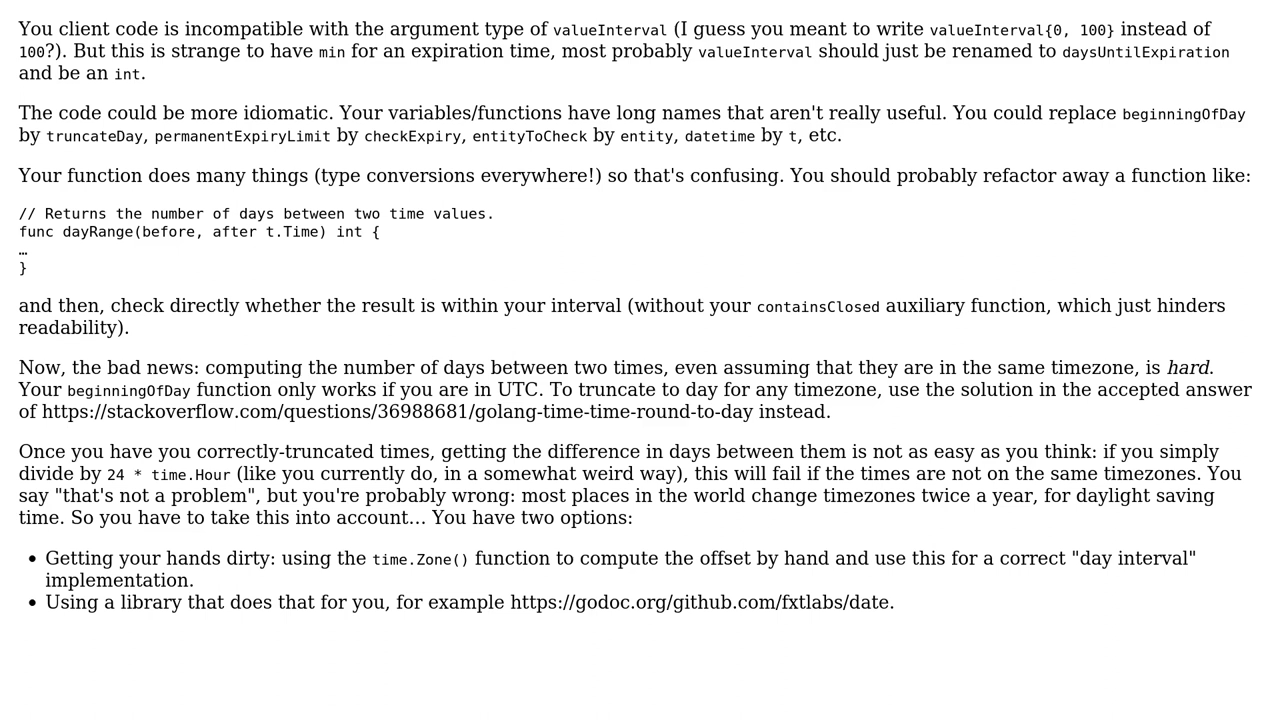 You client code is incompatible with the argument type of valueInterval (I guess you meant to write valueInterval{0, 100} instead of
100?). But this is strange to have min for an expiration time, most probably valueInterval should just be renamed to daysUntilExpiration
and be an int.
The code could be more idiomatic. Your variables/functions have long names that aren't really useful. You could replace beginningOfDay
by truncateDay, permanentExpiryLimit by checkExpiry, entityToCheck by entity, datetime by t, etc.
Your function does many things (type conversions everywhere!) so that's confusing. You should probably refactor away a function like:
// Returns the number of days between two time values.
func dayRange(before, after t.Time) int {
…
}
and then, check directly whether the result is within your interval (without your containsClosed auxiliary function, which just hinders
readability).
Now, the bad news: computing the number of days between two times, even assuming that they are in the same timezone, is hard.
Your beginningOfDay function only works if you are in UTC. To truncate to day for any timezone, use the solution in the accepted answer
of https://stackoverflow.com/questions/36988681/golang-time-time-round-to-day instead.
Once you have you correctly-truncated times, getting the difference in days between them is not as easy as you think: if you simply
divide by 24 * time.Hour (like you currently do, in a somewhat weird way), this will fail if the times are not on the same timezones. You
say "that's not a problem", but you're probably wrong: most places in the world change timezones twice a year, for daylight saving
time. So you have to take this into account… You have two options:
• Getting your hands dirty: using the time.Zone() function to compute the offset by hand and use this for a correct "day interval"
implementation.
• Using a library that does that for you, for example https://godoc.org/github.com/fxtlabs/date.